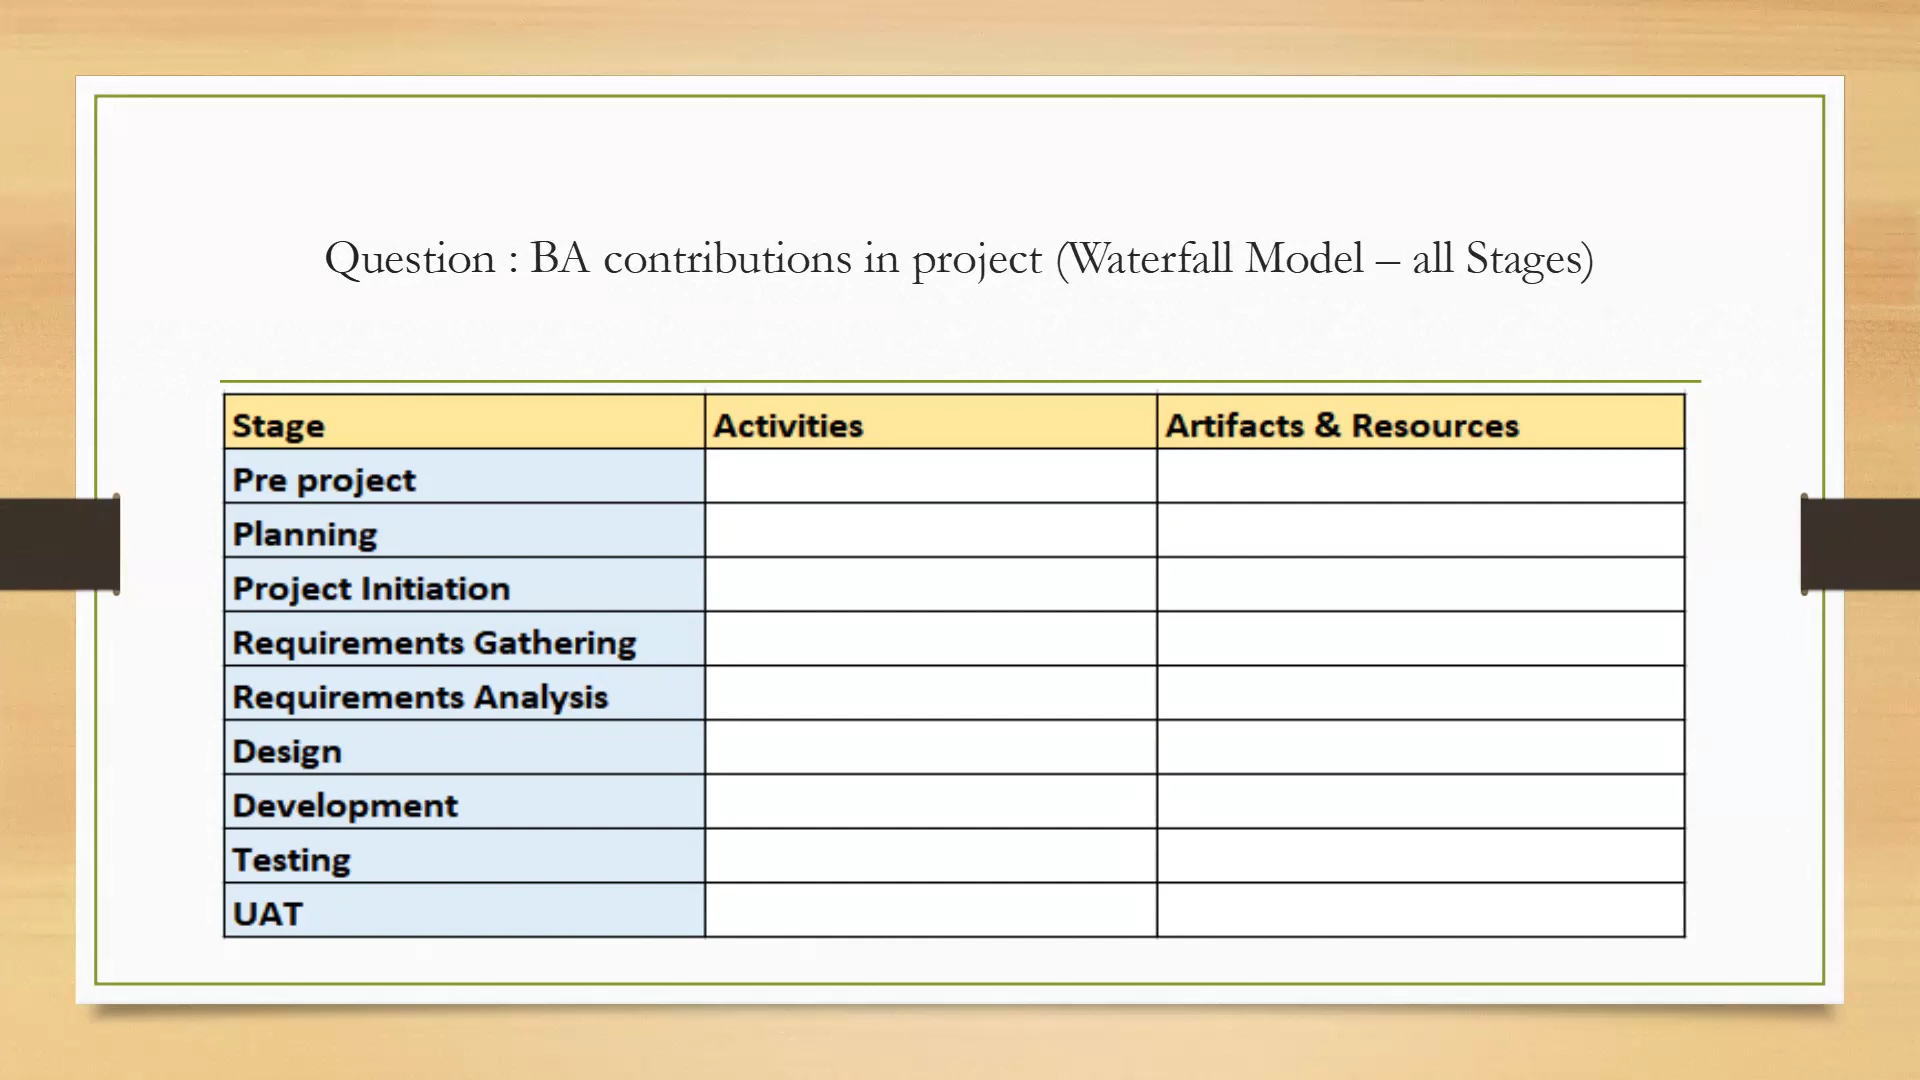 Question : BA contributions in project (Waterfall Model – all Stages)
Stage Activities Artifacts & Resources
Pre project
Planning
Project Initiation
Requirements Gathering
Requirements Analysis
Design
Development
Testing
UAT